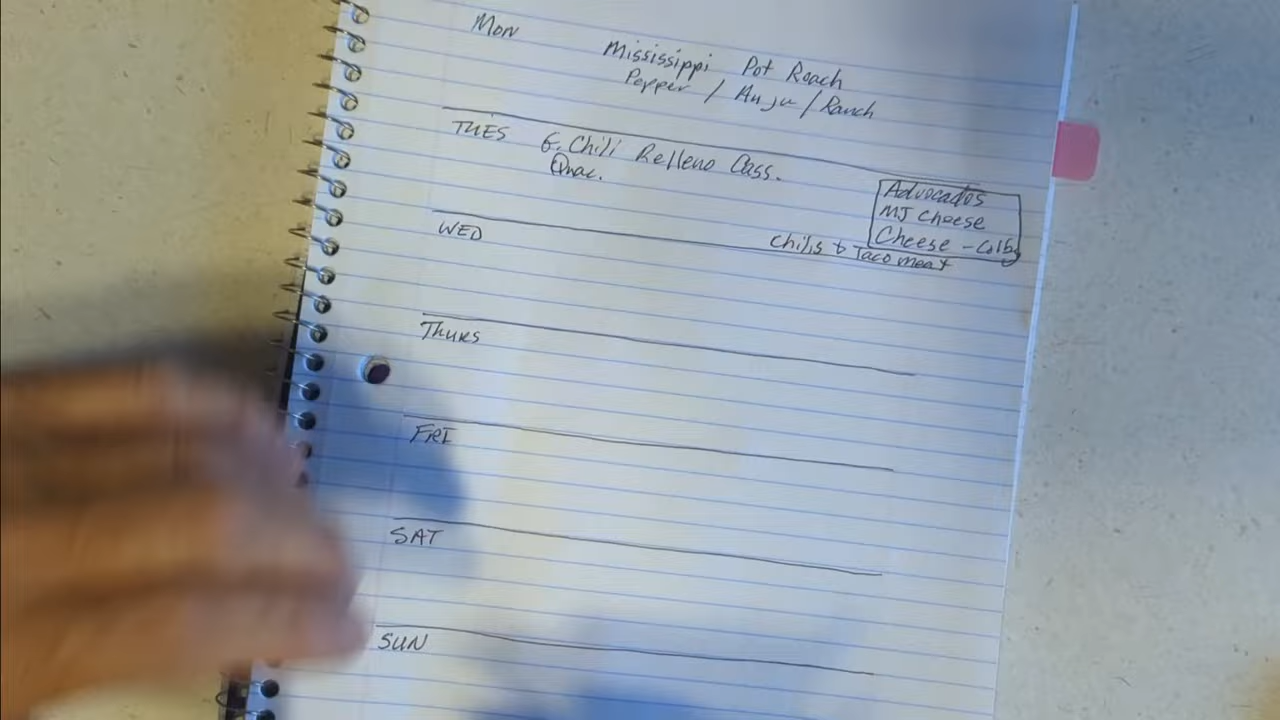 MON
Mississippi Pot Roach
Pepper / Au ju / Ranch
TUES G. Chili Relleno Cass.
Guac.
Advocados
MJ Cheese
Cheese - Colby
WED
Chilis & Taco meat
Thurs
FRI
SAT
SUN